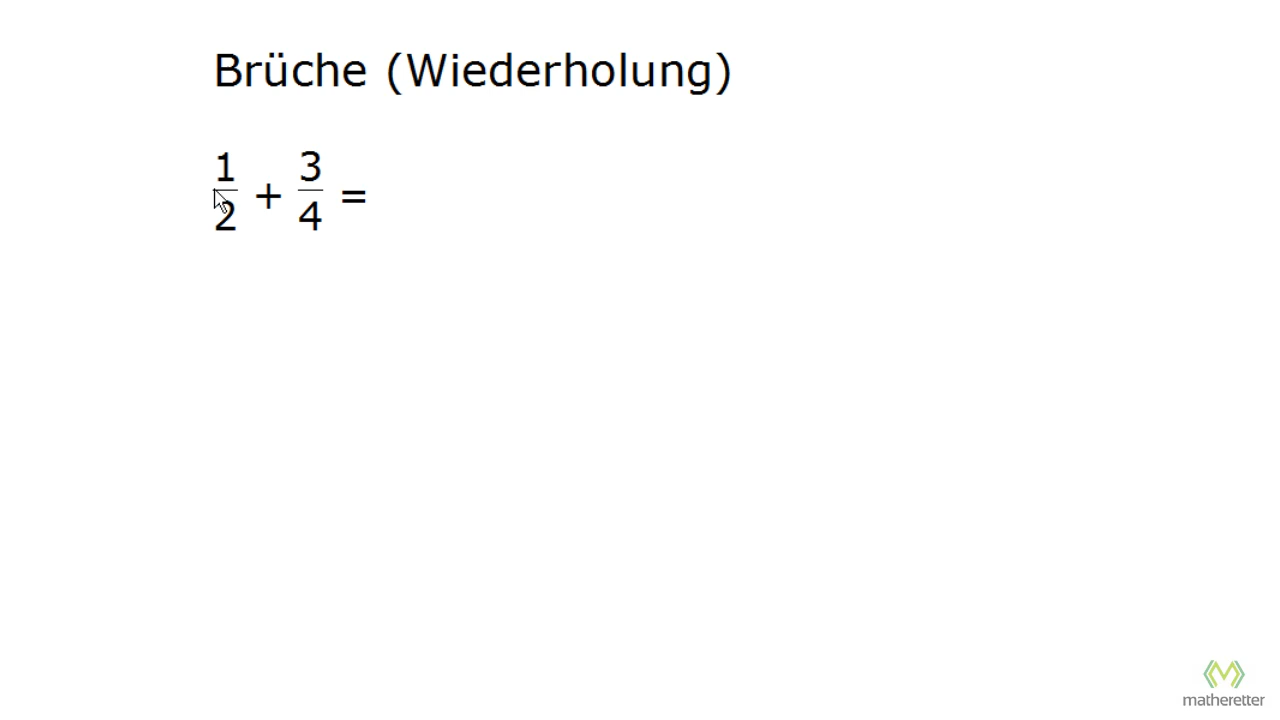 Brüche (Wiederholung)
1/2 + 3/4 =
matheretter